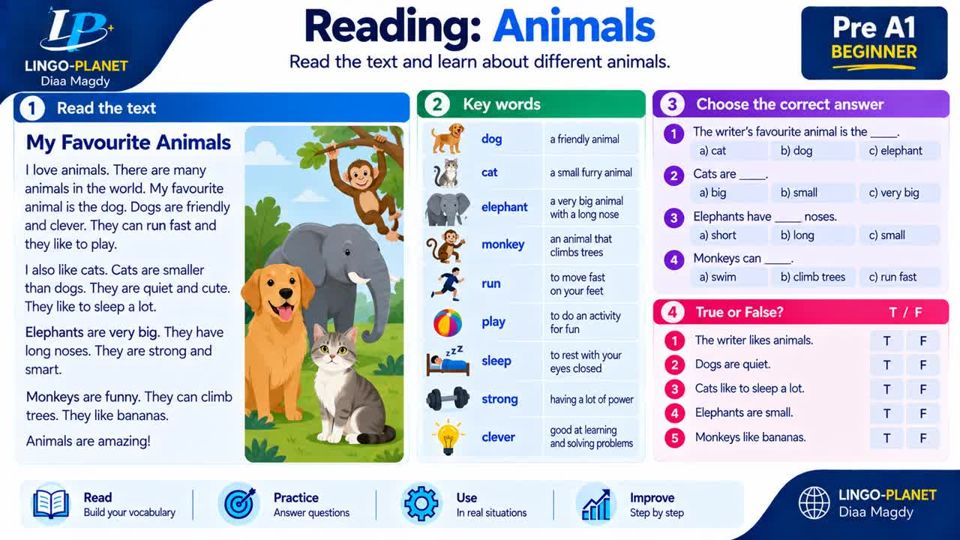 LP
LINGO-PLANET
Diaa Magdy
Reading: Animals
Read the text and learn about different animals.
Pre A1
BEGINNER
1 Read the text
My Favourite Animals
I love animals. There are many
animals in the world. My favourite
animal is the dog. Dogs are friendly
and clever. They can run fast and
they like to play.
I also like cats. Cats are smaller
than dogs. They are quiet and cute.
They like to sleep a lot.
Elephants are very big. They have
long noses. They are strong and
smart.
Monkeys are funny. They can climb
trees. They like bananas.
Animals are amazing!
2 Key words
dog a friendly animal
cat a small furry animal
elephant a very big animal
with a long nose
monkey an animal that
climbs trees
run to move fast
on your feet
play to do an activity
for fun
zzz
sleep to rest with your
eyes closed
strong having a lot of power
clever good at learning
and solving problems
3 Choose the correct answer
1 The writer's favourite animal is the ____.
a) cat b) dog c) elephant
2 Cats are ____.
a) big b) small c) very big
3 Elephants have ____ noses.
a) short b) long c) small
4 Monkeys can ____.
a) swim b) climb trees c) run fast
4 True or False? T / F
1 The writer likes animals. T F
2 Dogs are quiet. T F
3 Cats like to sleep a lot. T F
4 Elephants are small. T F
5 Monkeys like bananas. T F
Read
Build your vocabulary
Practice
Answer questions
Use
In real situations
Improve
Step by step
LINGO-PLANET
Diaa Magdy